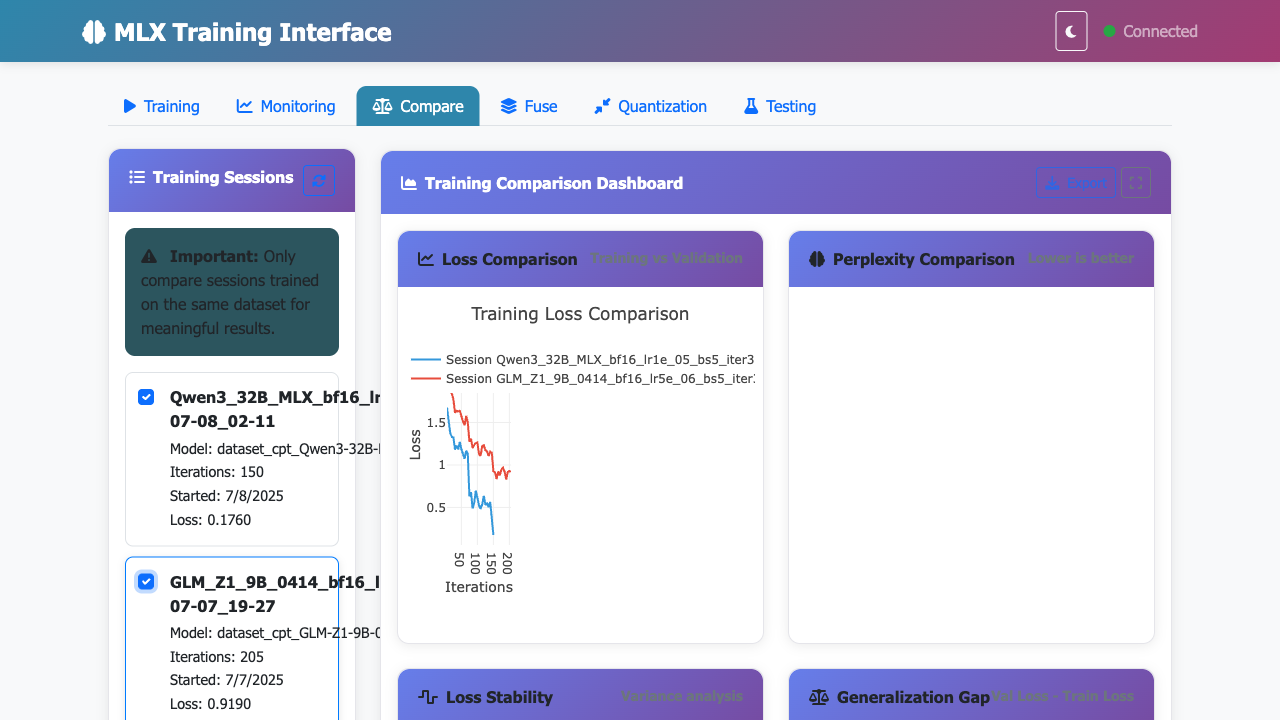 MLX Training Interface
Connected
Training
Monitoring
Compare
Fuse
Quantization
Testing
Training Sessions
Important: Only
compare sessions trained
on the same dataset for
meaningful results.
Qwen3_32B_MLX_bf16_lr
07-08_02-11
Model: dataset_cpt_Qwen3-32B-
Iterations: 150
Started: 7/8/2025
Loss: 0.1760
GLM_Z1_9B_0414_bf16_l
07-07_19-27
Model: dataset_cpt_GLM-Z1-9B-0
Iterations: 205
Started: 7/7/2025
Loss: 0.9190
Training Comparison Dashboard
Export
Loss Comparison
Training vs Validation
Training Loss Comparison
Session Qwen3_32B_MLX_bf16_lr1e_05_bs5_iter3
Session GLM_Z1_9B_0414_bf16_lr5e_06_bs5_iter
Loss
1.5
1
0.5
50
100
150
200
Iterations
Perplexity Comparison
Lower is better
Loss Stability
Variance analysis
Generalization Gap
Val Loss - Train Loss